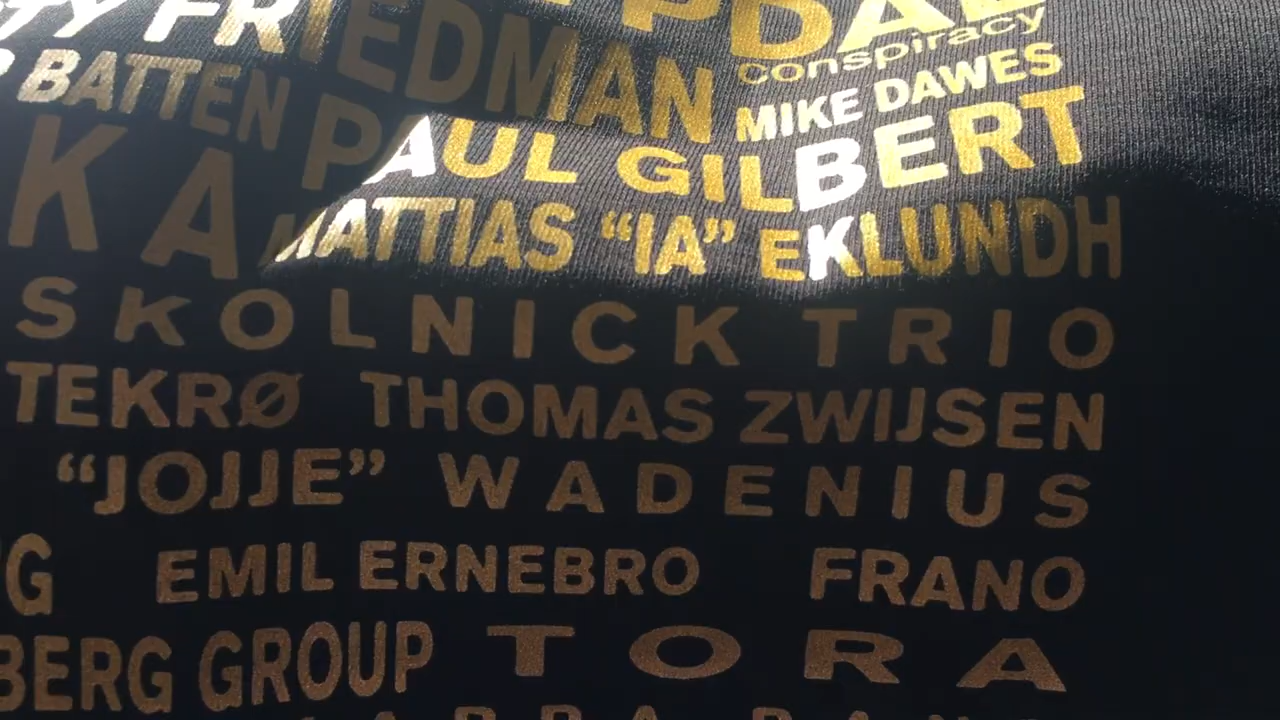 FRIEDMAN
conspiracy
BATTEN PAUL GILBERT MIKE DAWES
KA MATTIAS “IA” EKLUNDH
SKOLNICK TRIO
TEKRØ THOMAS ZWIJSEN
“JOJJE” WADENIUS
EMIL ERNEBRO FRANO
BERG GROUP TORA